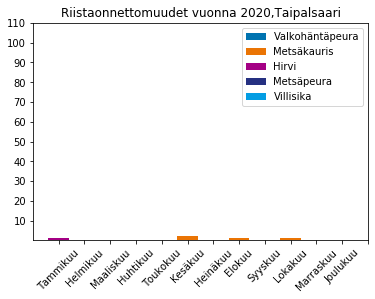 Riistaonnettomuudet vuonna 2020,Taipalsaari
110
100
90
80
70
60
50
40
30
20
10
Valkohäntäpeura
Metsäkauris
Hirvi
Metsäpeura
Villisika
Tammikuu
Helmikuu
Maaliskuu
Huhtikuu
Toukokuu
Kesäkuu
Heinäkuu
Elokuu
Syyskuu
Lokakuu
Marraskuu
Joulukuu